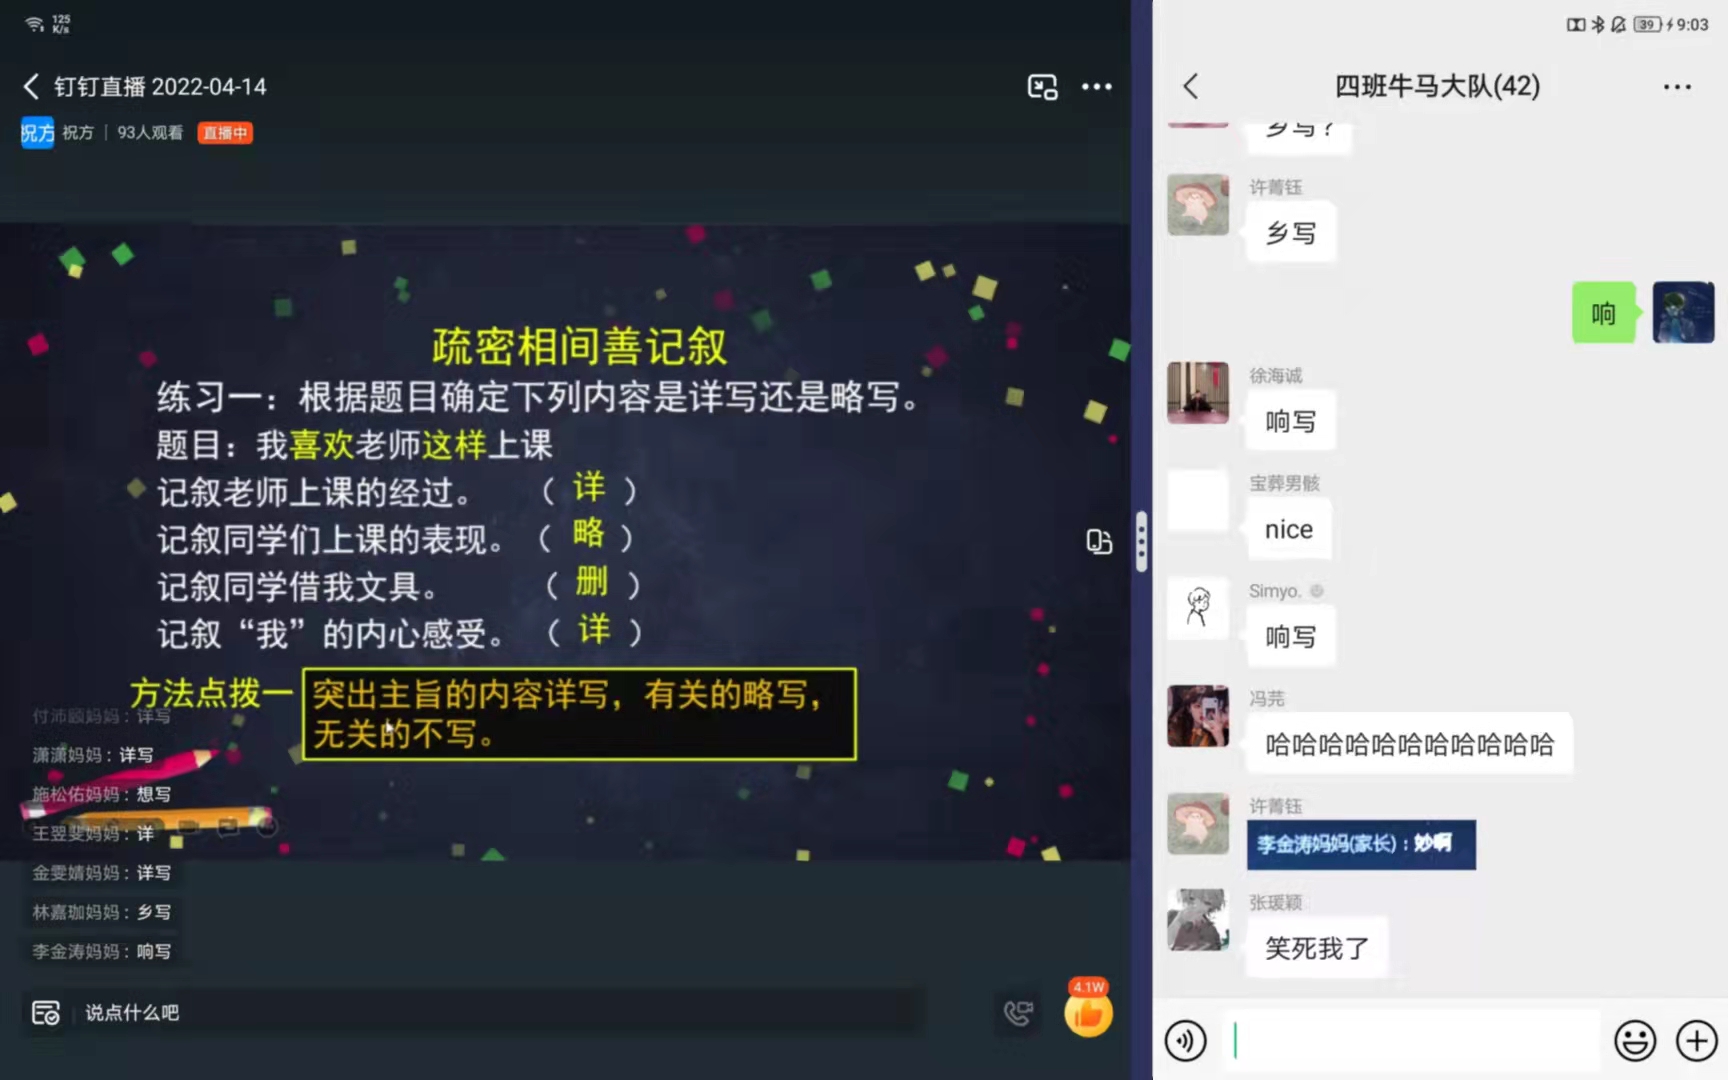 125
K/s
钉钉直播 2022-04-14
祝方
祝方
93人观看
直播中
疏密相间善记叙
练习一：根据题目确定下列内容是详写还是略写。
题目：我喜欢老师这样上课
记叙老师上课的经过。 （ 详 ）
记叙同学们上课的表现。 （ 略 ）
记叙同学借我文具。 （ 删 ）
记叙“我”的内心感受。 （ 详 ）
方法点拨一
突出主旨的内容详写，有关的略写，
无关的不写。
付沛颐妈妈：详写
潇潇妈妈：详写
施松佑妈妈：想写
王翌斐妈妈：详
金雯婧妈妈：详写
林嘉珈妈妈：乡写
李金涛妈妈：响写
说点什么吧
4.1W
39
9:03
四班牛马大队(42)
乡写？
许菁钰
乡写
响
徐海诚
响写
宝葬男骸
nice
Simyo.
响写
冯芫
哈哈哈哈哈哈哈哈哈哈哈
许菁钰
李金涛妈妈(家长)：妙啊
张瑗颖
笑死我了